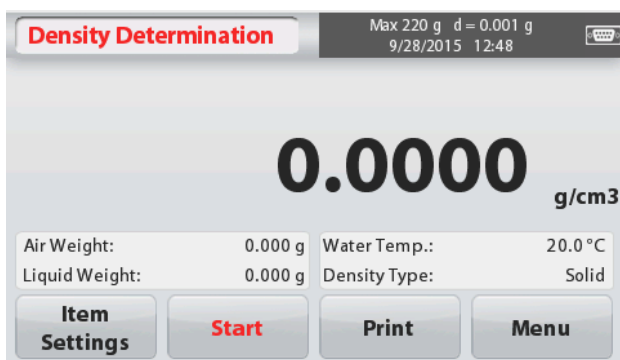 Density Determination
Max 220 g d = 0.001 g
9/28/2015 12:48
0.0000
g/cm3
Air Weight: 0.000 g
Liquid Weight: 0.000 g
Water Temp.: 20.0 °C
Density Type: Solid
Item
Settings
Start
Print
Menu